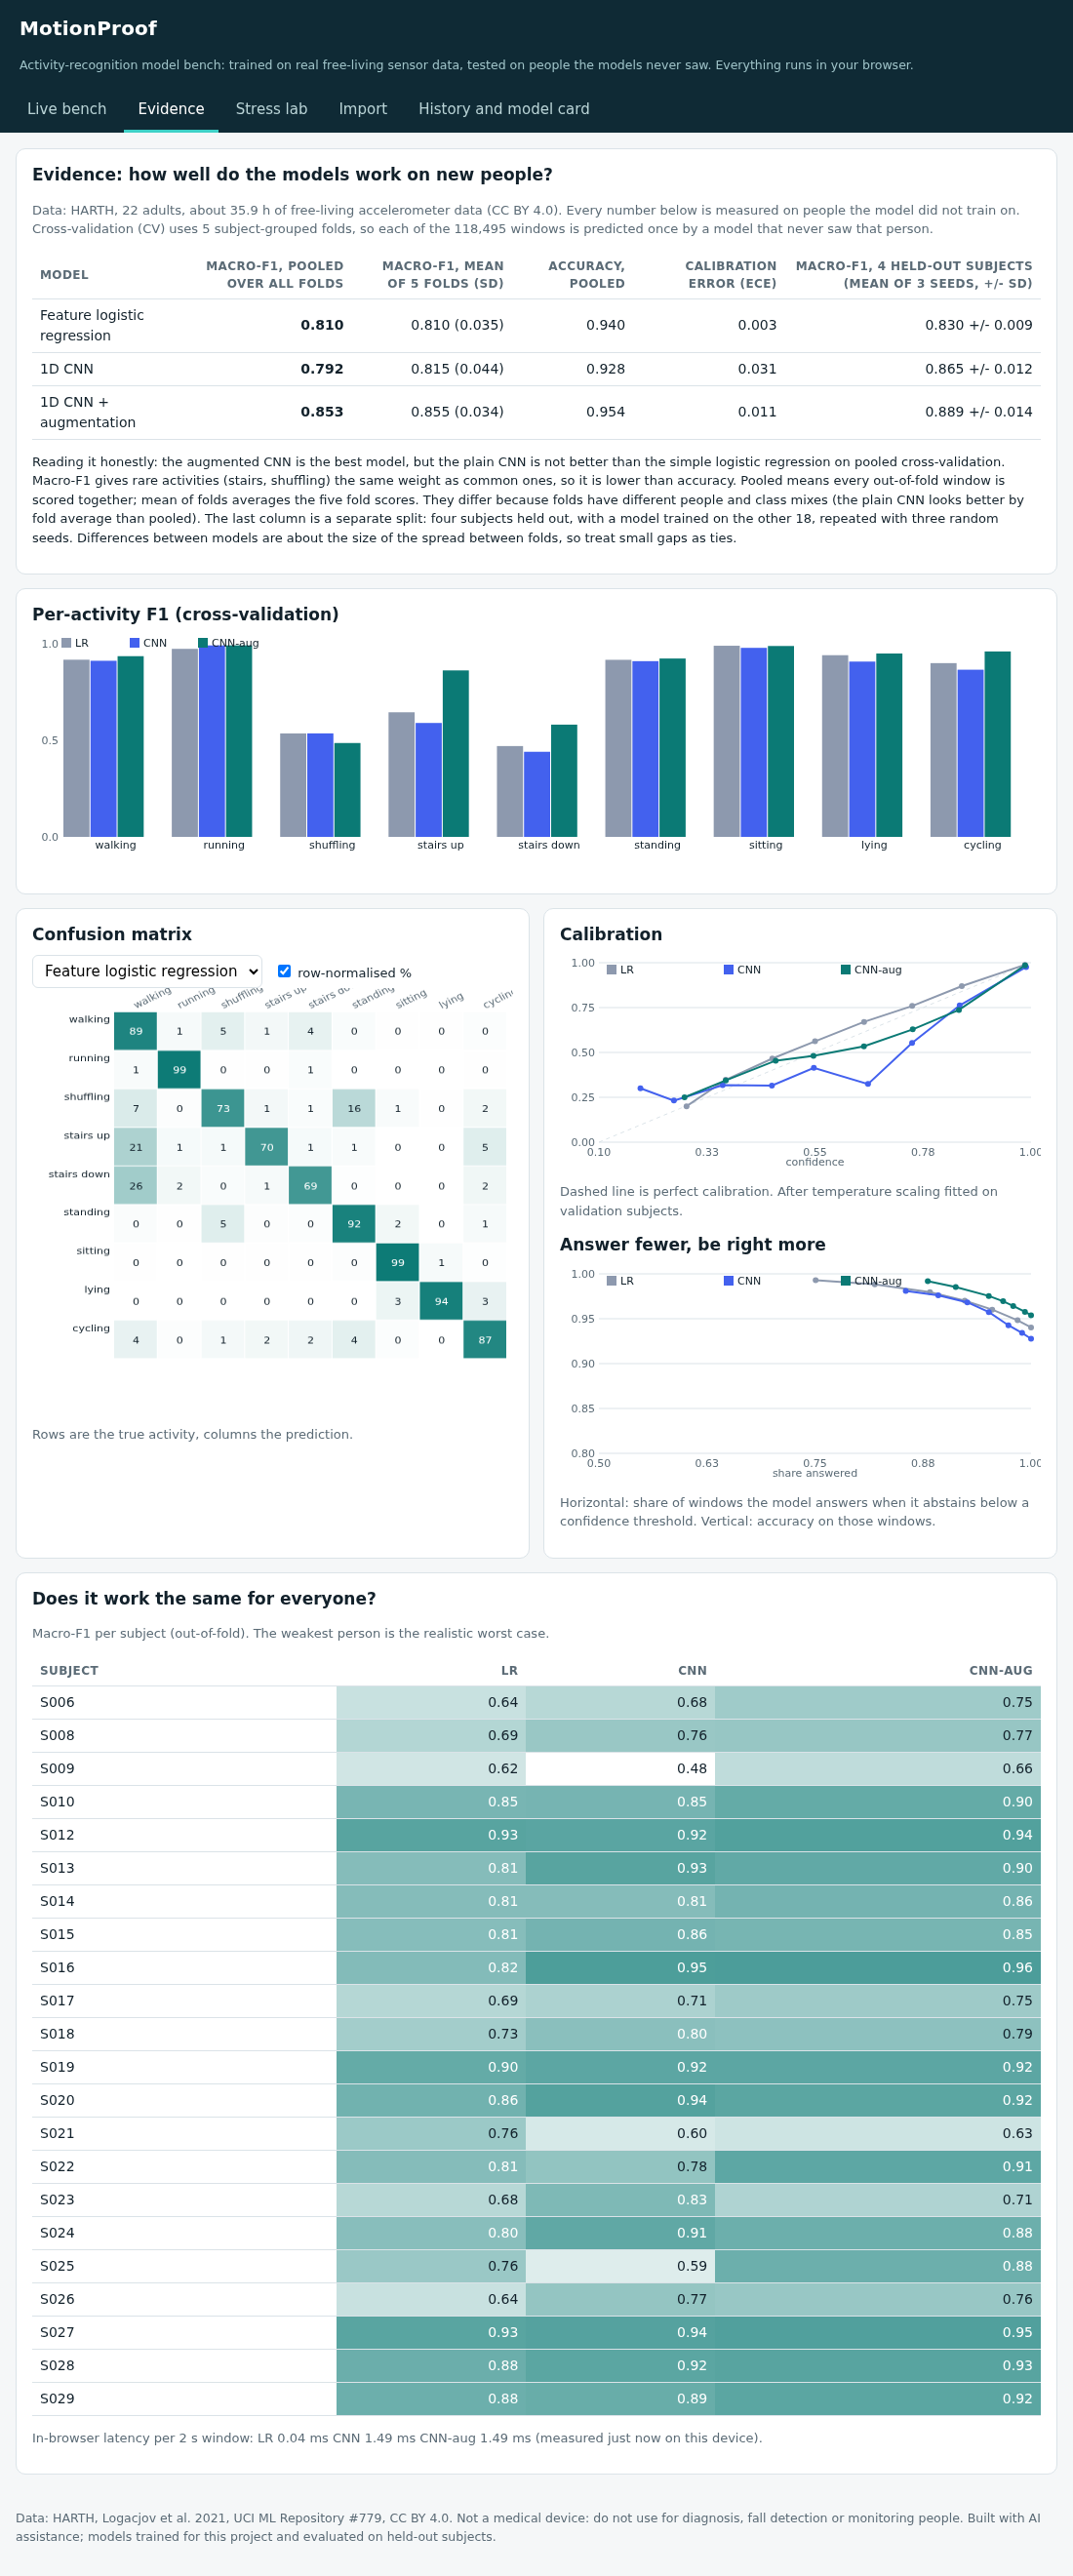 MotionProof
Activity-recognition model bench: trained on real free-living sensor data, tested on people the models never saw. Everything runs in your browser.
Live bench Evidence Stress lab Import History and model card
Evidence: how well do the models work on new people?
Data: HARTH, 22 adults, about 35.9 h of free-living accelerometer data (CC BY 4.0). Every number below is measured on people the model did not train on.
Cross-validation (CV) uses 5 subject-grouped folds, so each of the 118,495 windows is predicted once by a model that never saw that person.
MODEL MACRO-F1, POOLED OVER ALL FOLDS MACRO-F1, MEAN OF 5 FOLDS (SD) ACCURACY, POOLED CALIBRATION ERROR (ECE) MACRO-F1, 4 HELD-OUT SUBJECTS (MEAN OF 3 SEEDS, +/- SD)
Feature logistic regression 0.810 0.810 (0.035) 0.940 0.003 0.830 +/- 0.009
1D CNN 0.792 0.815 (0.044) 0.928 0.031 0.865 +/- 0.012
1D CNN + augmentation 0.853 0.855 (0.034) 0.954 0.011 0.889 +/- 0.014
Reading it honestly: the augmented CNN is the best model, but the plain CNN is not better than the simple logistic regression on pooled cross-validation.
Macro-F1 gives rare activities (stairs, shuffling) the same weight as common ones, so it is lower than accuracy. Pooled means every out-of-fold window is
scored together; mean of folds averages the five fold scores. They differ because folds have different people and class mixes (the plain CNN looks better by
fold average than pooled). The last column is a separate split: four subjects held out, with a model trained on the other 18, repeated with three random
seeds. Differences between models are about the size of the spread between folds, so treat small gaps as ties.
Per-activity F1 (cross-validation)
1.0 LR CNN CNN-aug
0.5
0.0
walking running shuffling stairs up stairs down standing sitting lying cycling
Confusion matrix
Feature logistic regression row-normalised %
walking running shuffling stairs up stairs do standing sitting lying cyclin
walking 89 1 5 1 4 0 0 0 0
running 1 99 0 0 1 0 0 0 0
shuffling 7 0 73 1 1 16 1 0 2
stairs up 21 1 1 70 1 1 0 0 5
stairs down 26 2 0 1 69 0 0 0 2
standing 0 0 5 0 0 92 2 0 1
sitting 0 0 0 0 0 0 99 1 0
lying 0 0 0 0 0 0 3 94 3
cycling 4 0 1 2 2 4 0 0 87
Rows are the true activity, columns the prediction.
Calibration
1.00 LR CNN CNN-aug
0.75
0.50
0.25
0.00
0.10 0.33 0.55 0.78 1.00
confidence
Dashed line is perfect calibration. After temperature scaling fitted on
validation subjects.
Answer fewer, be right more
1.00 LR CNN CNN-aug
0.95
0.90
0.85
0.80
0.50 0.63 0.75 0.88 1.00
share answered
Horizontal: share of windows the model answers when it abstains below a
confidence threshold. Vertical: accuracy on those windows.
Does it work the same for everyone?
Macro-F1 per subject (out-of-fold). The weakest person is the realistic worst case.
SUBJECT LR CNN CNN-AUG
S006 0.64 0.68 0.75
S008 0.69 0.76 0.77
S009 0.62 0.48 0.66
S010 0.85 0.85 0.90
S012 0.93 0.92 0.94
S013 0.81 0.93 0.90
S014 0.81 0.81 0.86
S015 0.81 0.86 0.85
S016 0.82 0.95 0.96
S017 0.69 0.71 0.75
S018 0.73 0.80 0.79
S019 0.90 0.92 0.92
S020 0.86 0.94 0.92
S021 0.76 0.60 0.63
S022 0.81 0.78 0.91
S023 0.68 0.83 0.71
S024 0.80 0.91 0.88
S025 0.76 0.59 0.88
S026 0.64 0.77 0.76
S027 0.93 0.94 0.95
S028 0.88 0.92 0.93
S029 0.88 0.89 0.92
In-browser latency per 2 s window: LR 0.04 ms CNN 1.49 ms CNN-aug 1.49 ms (measured just now on this device).
Data: HARTH, Logacjov et al. 2021, UCI ML Repository #779, CC BY 4.0. Not a medical device: do not use for diagnosis, fall detection or monitoring people. Built with AI
assistance; models trained for this project and evaluated on held-out subjects.